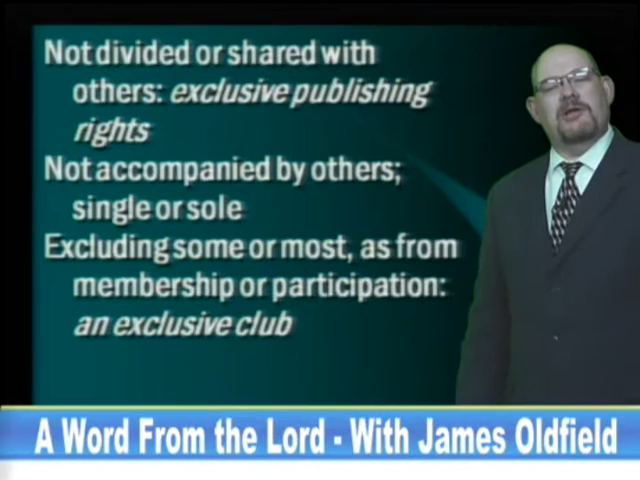 Not divided or shared with
others: exclusive publishing
rights
Not accompanied by others;
single or sole
Excluding some or most, as from
membership or participation:
an exclusive club
A Word From the Lord - With James Oldfield